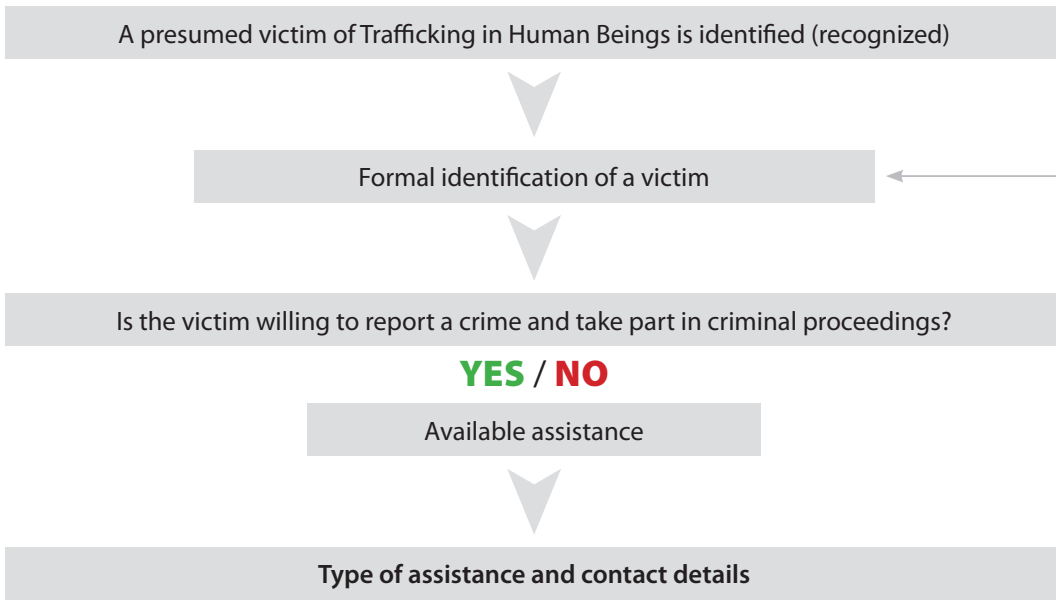 A presumed victim of Trafficking in Human Beings is identified (recognized)
Formal identification of a victim
Is the victim willing to report a crime and take part in criminal proceedings?
YES / NO
Available assistance
Type of assistance and contact details